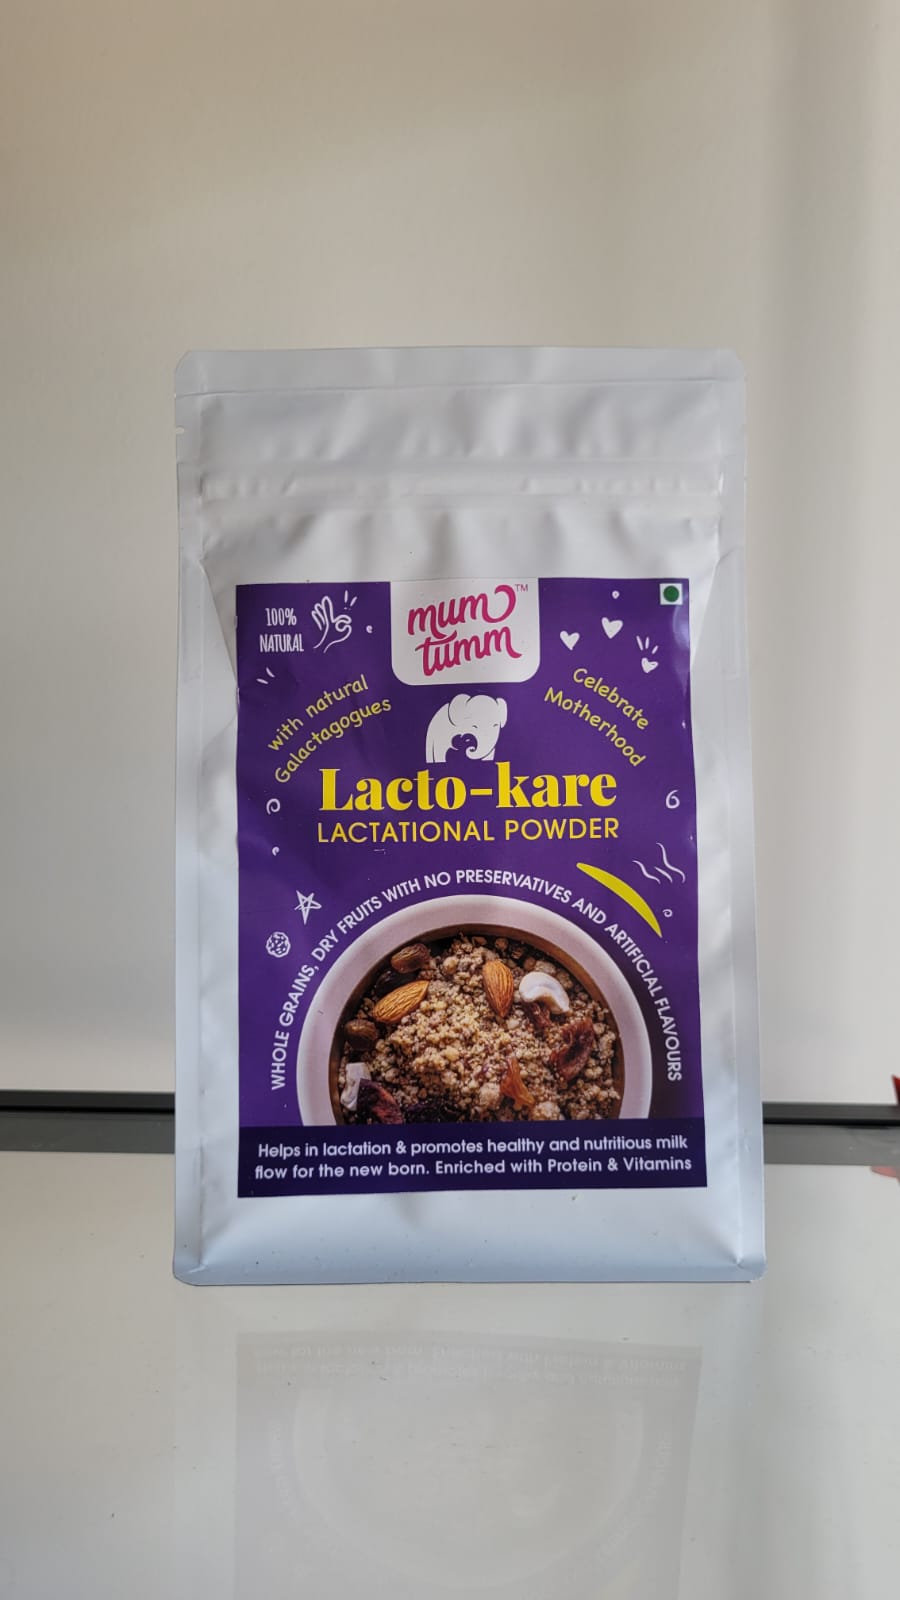 mum
tumm
TM
100%
NATURAL
with natural
Galactagogues
Celebrate
Motherhood
Lacto-kare
LACTATIONAL POWDER
WHOLE GRAINS, DRY FRUITS WITH NO PRESERVATIVES AND ARTIFICIAL FLAVOURS
Helps in lactation & promotes healthy and nutritious milk
flow for the new born. Enriched with Protein & Vitamins